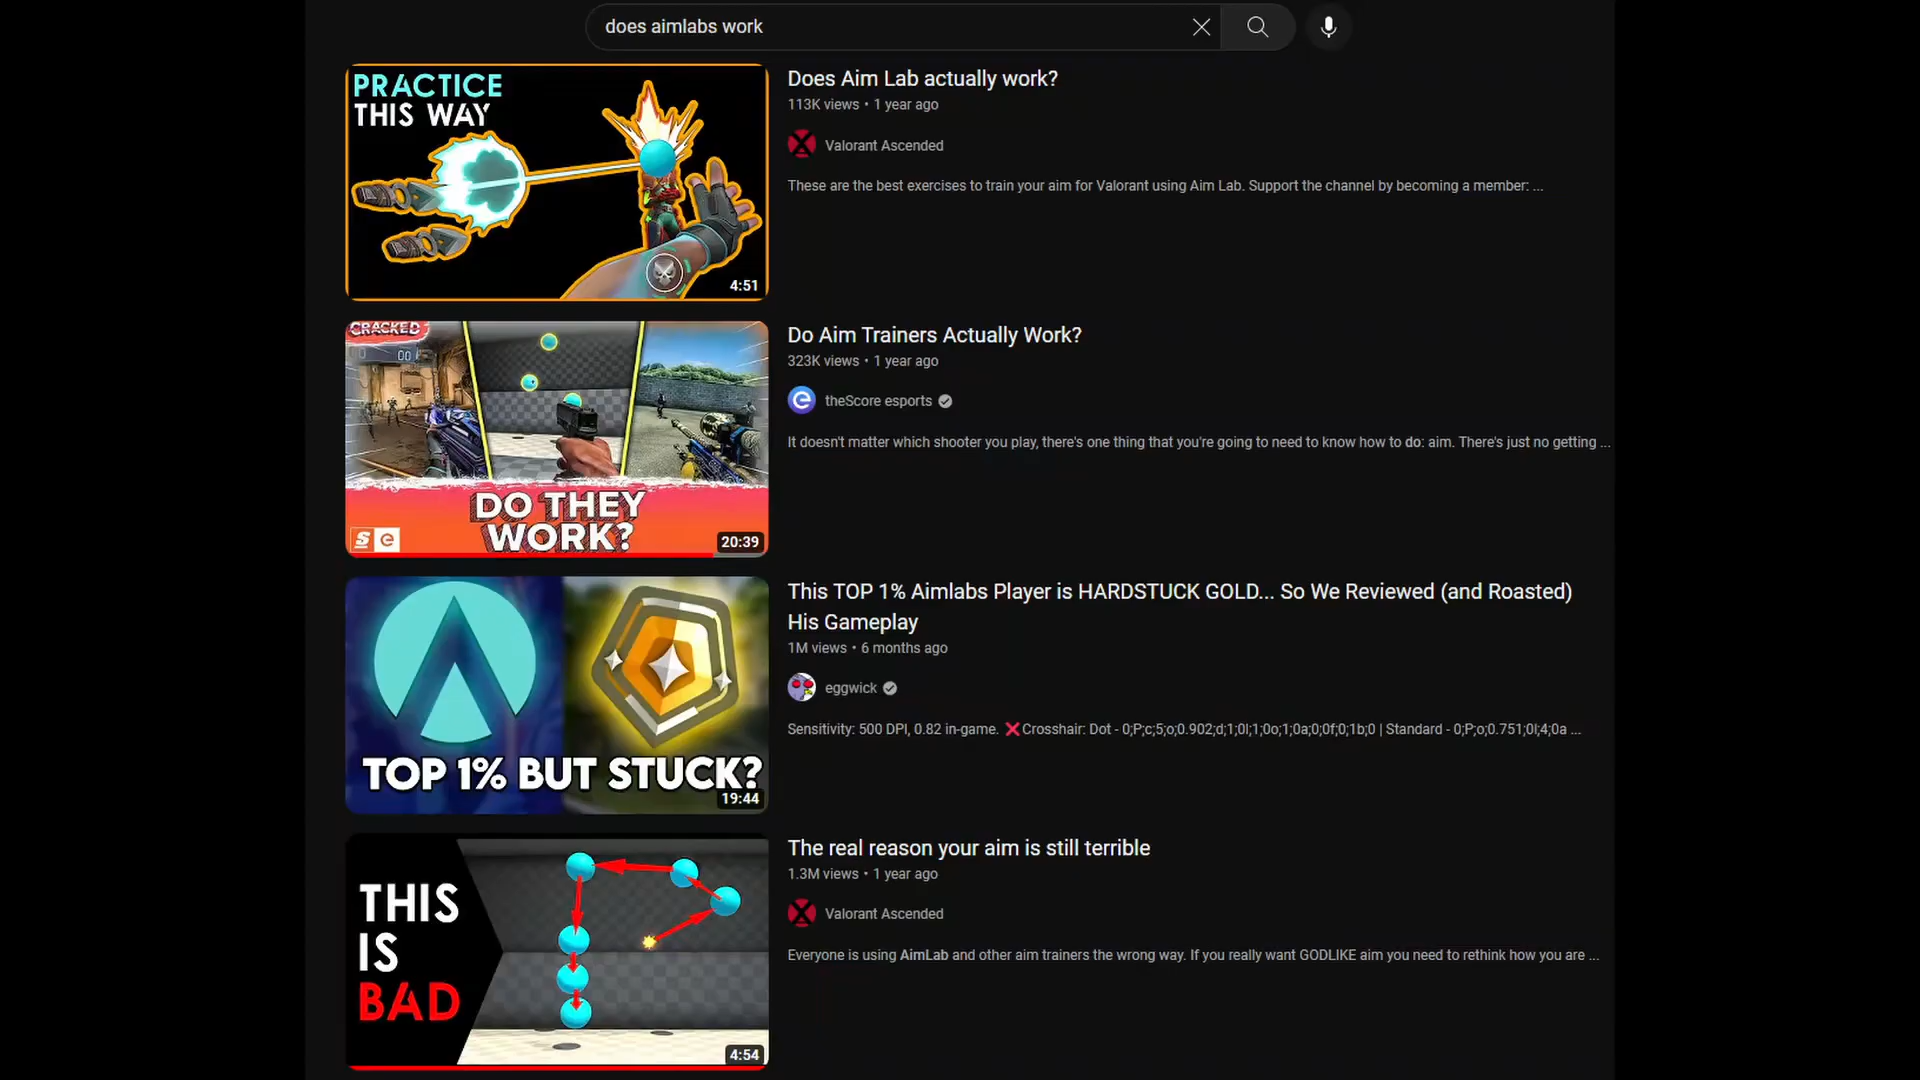 does aimlabs work
PRACTICE
THIS WAY
4:51
Does Aim Lab actually work?
113K views • 1 year ago
Valorant Ascended
These are the best exercises to train your aim for Valorant using Aim Lab. Support the channel by becoming a member: ...
CRACKED
00
DO THEY
WORK?
20:39
Do Aim Trainers Actually Work?
323K views • 1 year ago
theScore esports
It doesn't matter which shooter you play, there's one thing that you're going to need to know how to do: aim. There's just no getting ...
TOP 1% BUT STUCK?
19:44
This TOP 1% Aimlabs Player is HARDSTUCK GOLD... So We Reviewed (and Roasted)
His Gameplay
1M views • 6 months ago
eggwick
Sensitivity: 500 DPI, 0.82 in-game. ❌Crosshair: Dot - 0;P;c;5;o;0.902;d;1;0l;1;0o;1;0a;0;0f;0;1b;0 | Standard - 0;P;o;0.751;0l;4;0a ...
THIS
IS
BAD
4:54
The real reason your aim is still terrible
1.3M views • 1 year ago
Valorant Ascended
Everyone is using AimLab and other aim trainers the wrong way. If you really want GODLIKE aim you need to rethink how you are ...